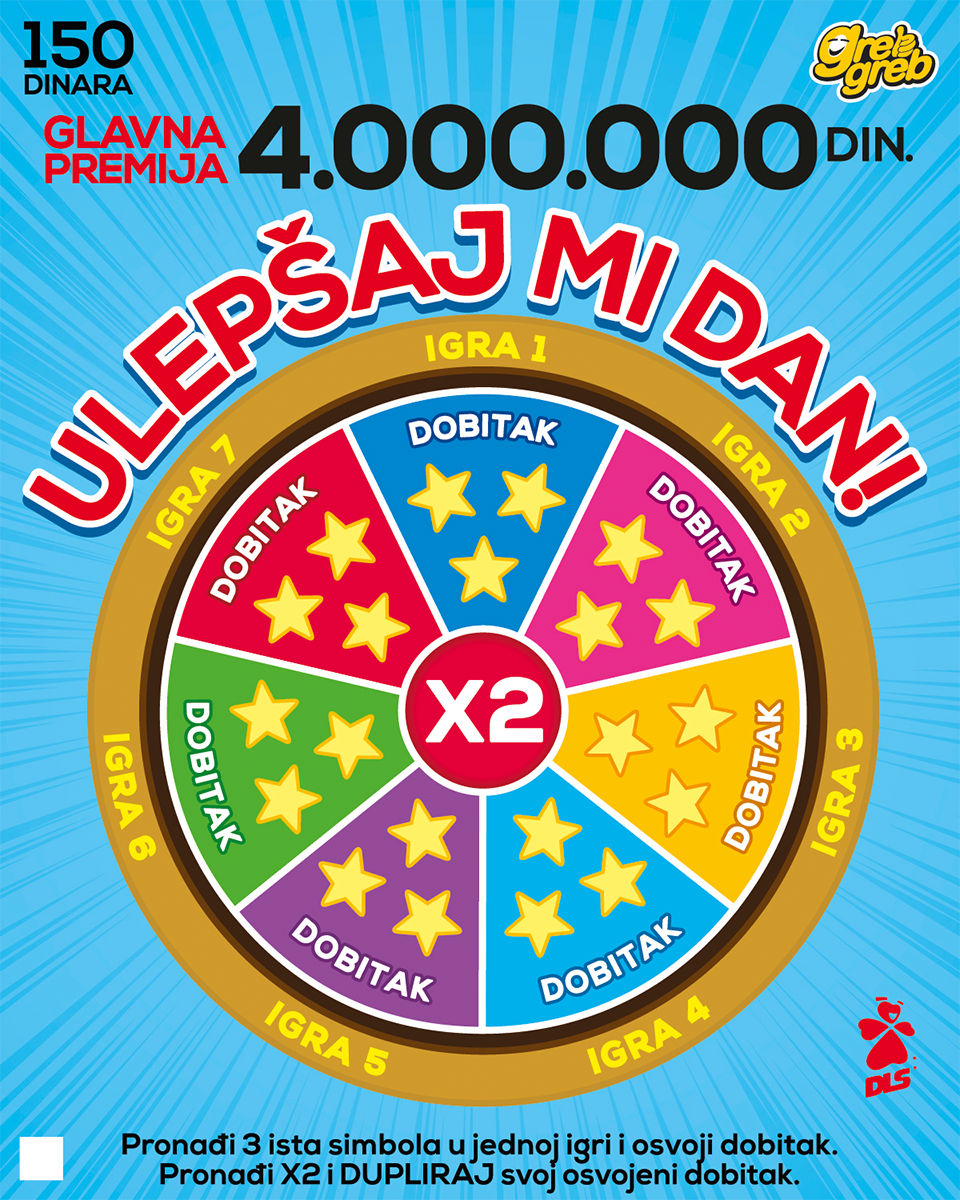 150
DINARA
greb
greb
GLAVNA
PREMIJA
4.000.000 DIN.
ULEPŠAJ MI DAN!
IGRA 1
DOBITAK
IGRA 2
DOBITAK
IGRA 3
DOBITAK
IGRA 4
DOBITAK
IGRA 5
DOBITAK
IGRA 6
DOBITAK
IGRA 7
DOBITAK
X2
DLS
Pronađi 3 ista simbola u jednoj igri i osvoji dobitak.
Pronađi X2 i DUPLIRAJ svoj osvojeni dobitak.